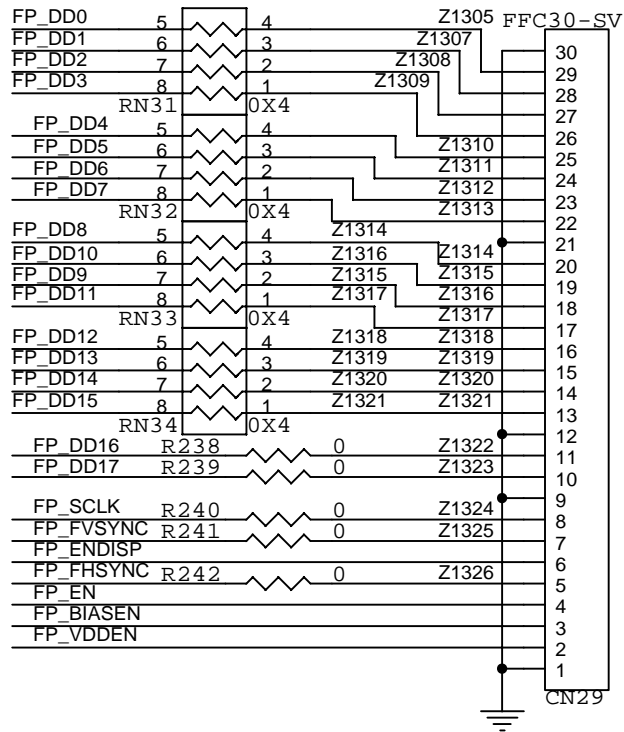 FP_DD0 5 4 Z1305 FFC30-SV
FP_DD1 6 3 Z1307 30
FP_DD2 7 2 Z1308 29
FP_DD3 8 1 Z1309 28
RN31 0X4 27
FP_DD4 5 4 Z1310 26
FP_DD5 6 3 Z1311 25
FP_DD6 7 2 Z1312 24
FP_DD7 8 1 Z1313 23
RN32 0X4 22
FP_DD8 5 4 Z1314 21
FP_DD10 6 3 Z1316 Z1314 20
FP_DD9 7 2 Z1315 Z1315 19
FP_DD11 8 1 Z1317 Z1316 18
RN33 0X4 Z1317 17
FP_DD12 5 4 Z1318 Z1318 16
FP_DD13 6 3 Z1319 Z1319 15
FP_DD14 7 2 Z1320 Z1320 14
FP_DD15 8 1 Z1321 Z1321 13
RN34 0X4 12
FP_DD16 R238 0 Z1322 11
FP_DD17 R239 0 Z1323 10
9
FP_SCLK R240 0 Z1324 8
FP_FVSYNC R241 0 Z1325 7
FP_ENDISP 6
FP_FHSYNC R242 0 Z1326 5
FP_EN 4
FP_BIASEN 3
FP_VDDEN 2
1
CN29